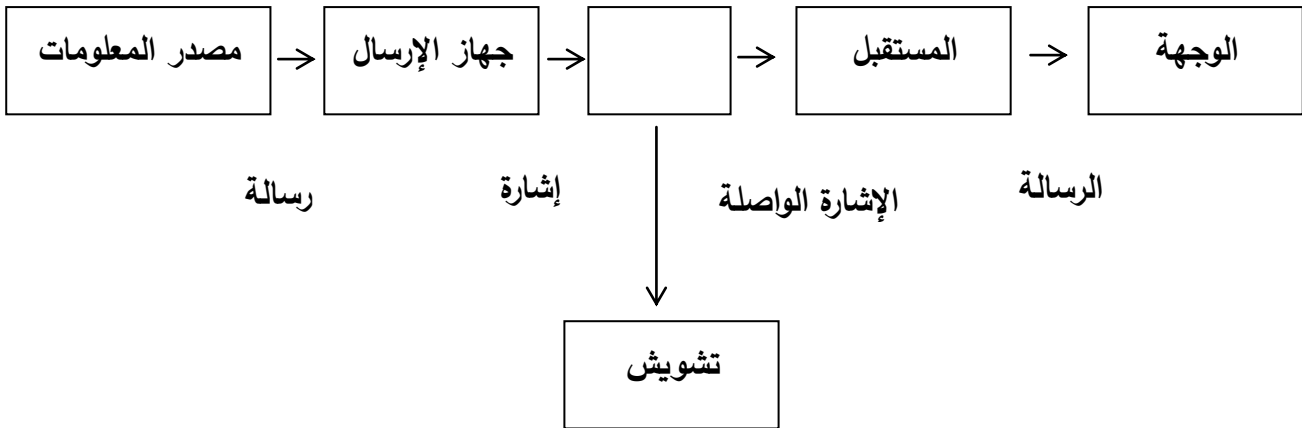 مصدر المعلومات
جهاز الإرسال
المستقبل
الوجهة
رسالة
إشارة
الإشارة الواصلة
الرسالة
تشويش